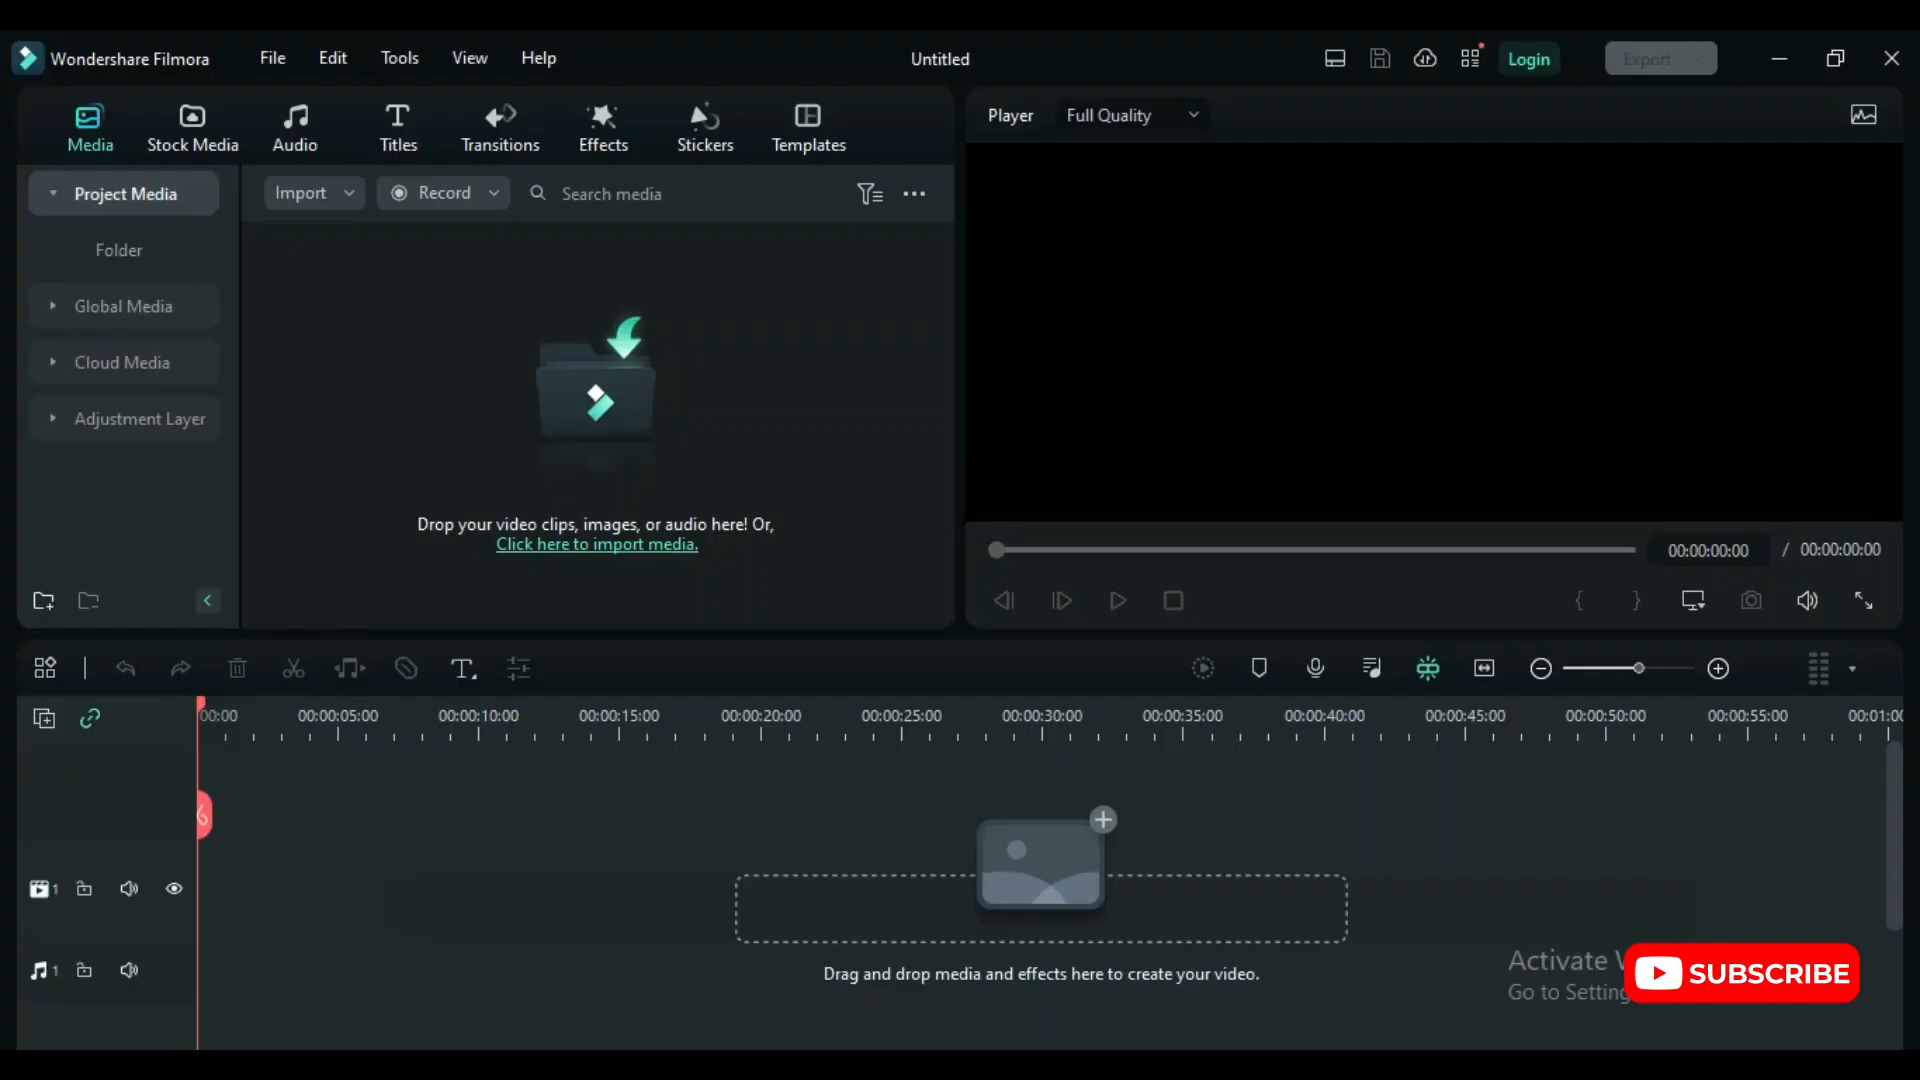 Wondershare Filmora
File
Edit
Tools
View
Help
Untitled
Login
Export
Media
Stock Media
Audio
Titles
Transitions
Effects
Stickers
Templates
Player
Full Quality
Project Media
Import
Record
Search media
Folder
Global Media
Cloud Media
Adjustment Layer
Drop your video clips, images, or audio here! Or,
Click here to import media.
00:00:00:00 / 00:00:00:00
{ }
00:00
00:00:05:00
00:00:10:00
00:00:15:00
00:00:20:00
00:00:25:00
00:00:30:00
00:00:35:00
00:00:40:00
00:00:45:00
00:00:50:00
00:00:55:00
00:01:00
1
1
Drag and drop media and effects here to create your video.
Activate
Go to Setting
SUBSCRIBE